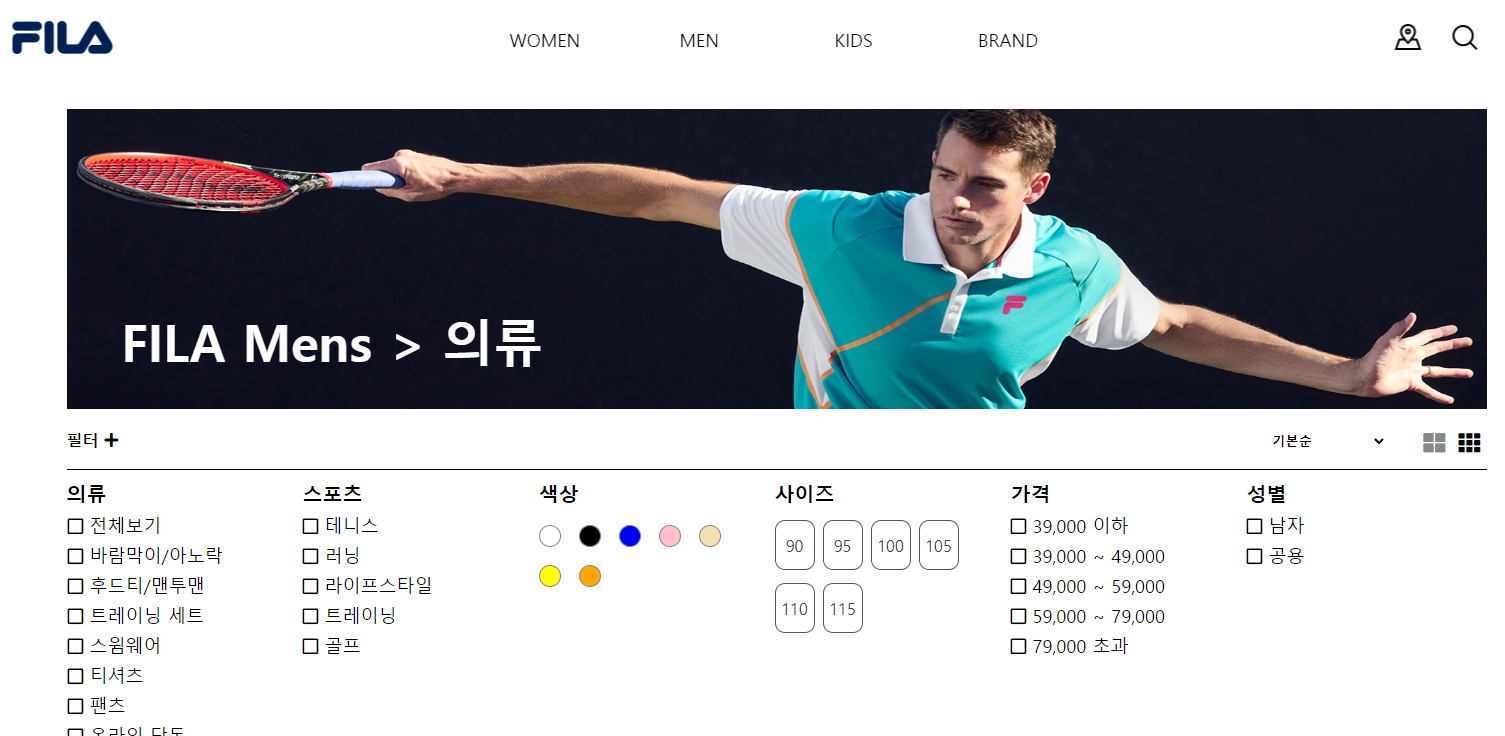 FILA
WOMEN MEN KIDS BRAND
FILA Mens > 의류
필터
기본순
의류
전체보기
바람막이/아노락
후드티/맨투맨
트레이닝 세트
스윔웨어
티셔츠
팬츠
온라인 단독
스포츠
테니스
러닝
라이프스타일
트레이닝
골프
색상
사이즈
90 95 100 105
110 115
가격
39,000 이하
39,000 ~ 49,000
49,000 ~ 59,000
59,000 ~ 79,000
79,000 초과
성별
남자
공용